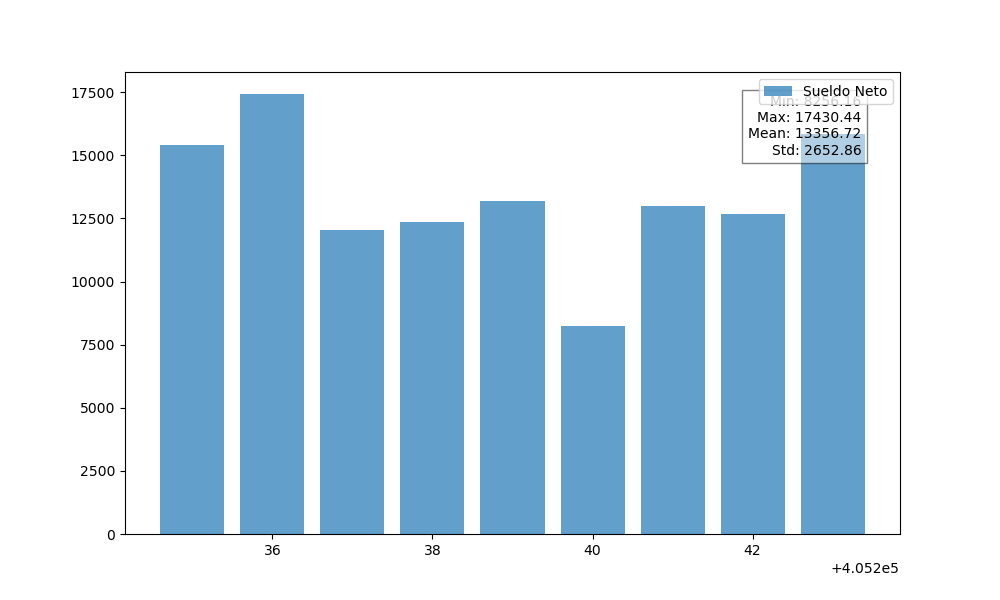 17500
15000
12500
10000
7500
5000
2500
0
Sueldo Neto
Min: 8256.16
Max: 17430.44
Mean: 13356.72
Std: 2652.86
36 38 40 42
+4.052e5